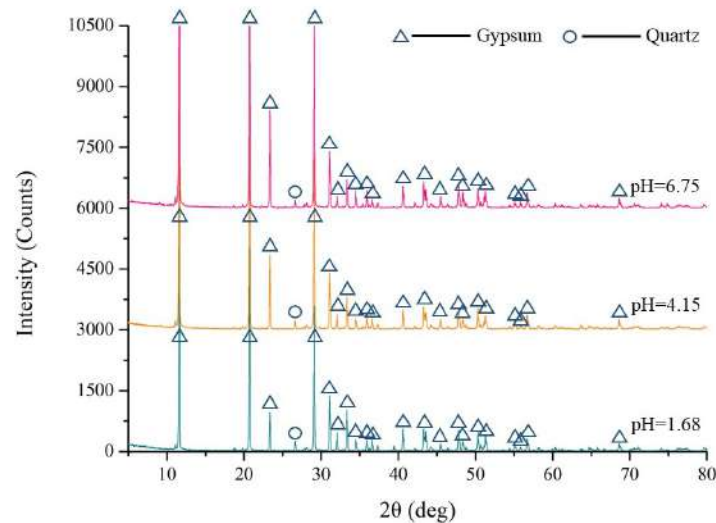 10500
9000
7500
6000
4500
3000
1500
0
Intensity (Counts)
Gypsum
Quartz
pH=6.75
pH=4.15
pH=1.68
10 20 30 40 50 60 70 80
2θ (deg)